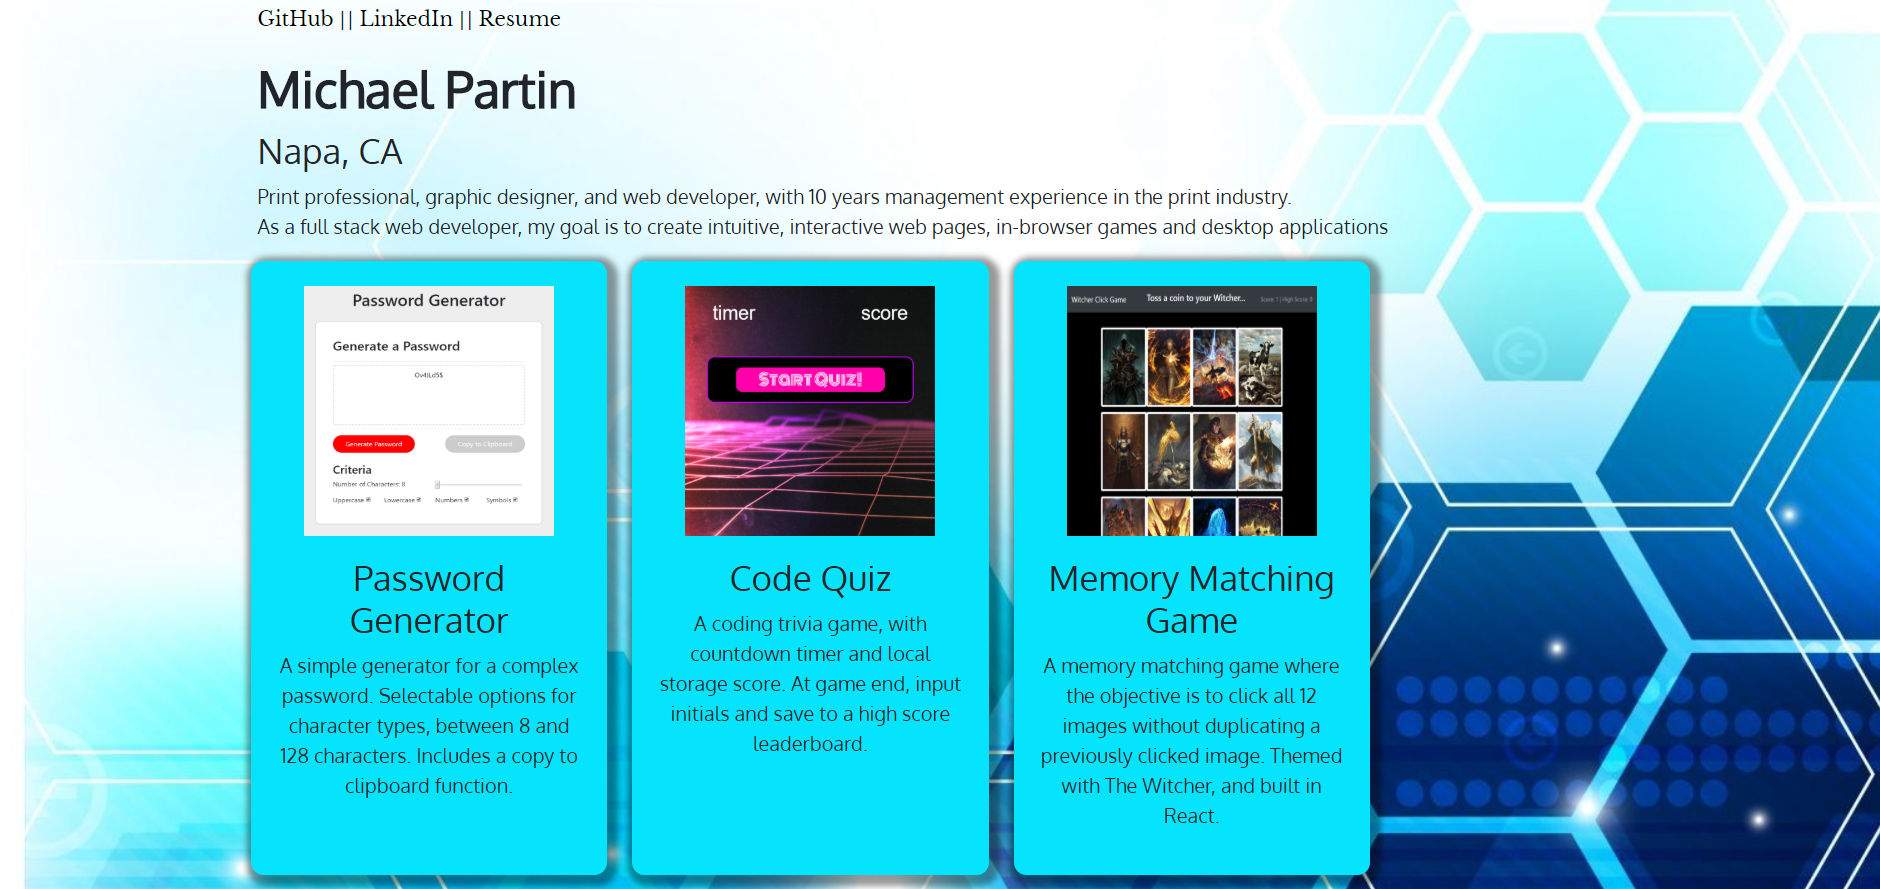 GitHub || LinkedIn || Resume
Michael Partin
Napa, CA
Print professional, graphic designer, and web developer, with 10 years management experience in the print industry.
As a full stack web developer, my goal is to create intuitive, interactive web pages, in-browser games and desktop applications
Password Generator
Generate a Password
Generate Password
Copy to Clipboard
Criteria
Number of Characters: 8
Uppercase Lowercase Numbers Symbols
Password
Generator
A simple generator for a complex
password. Selectable options for
character types, between 8 and
128 characters. Includes a copy to
clipboard function.
timer score
Start Quiz!
Code Quiz
A coding trivia game, with
countdown timer and local
storage score. At game end, input
initials and save to a high score
leaderboard.
Witcher Click Game Toss a coin to your Witcher... Score: 1 | High Score: 0
Memory Matching
Game
A memory matching game where
the objective is to click all 12
images without duplicating a
previously clicked image. Themed
with The Witcher, and built in
React.